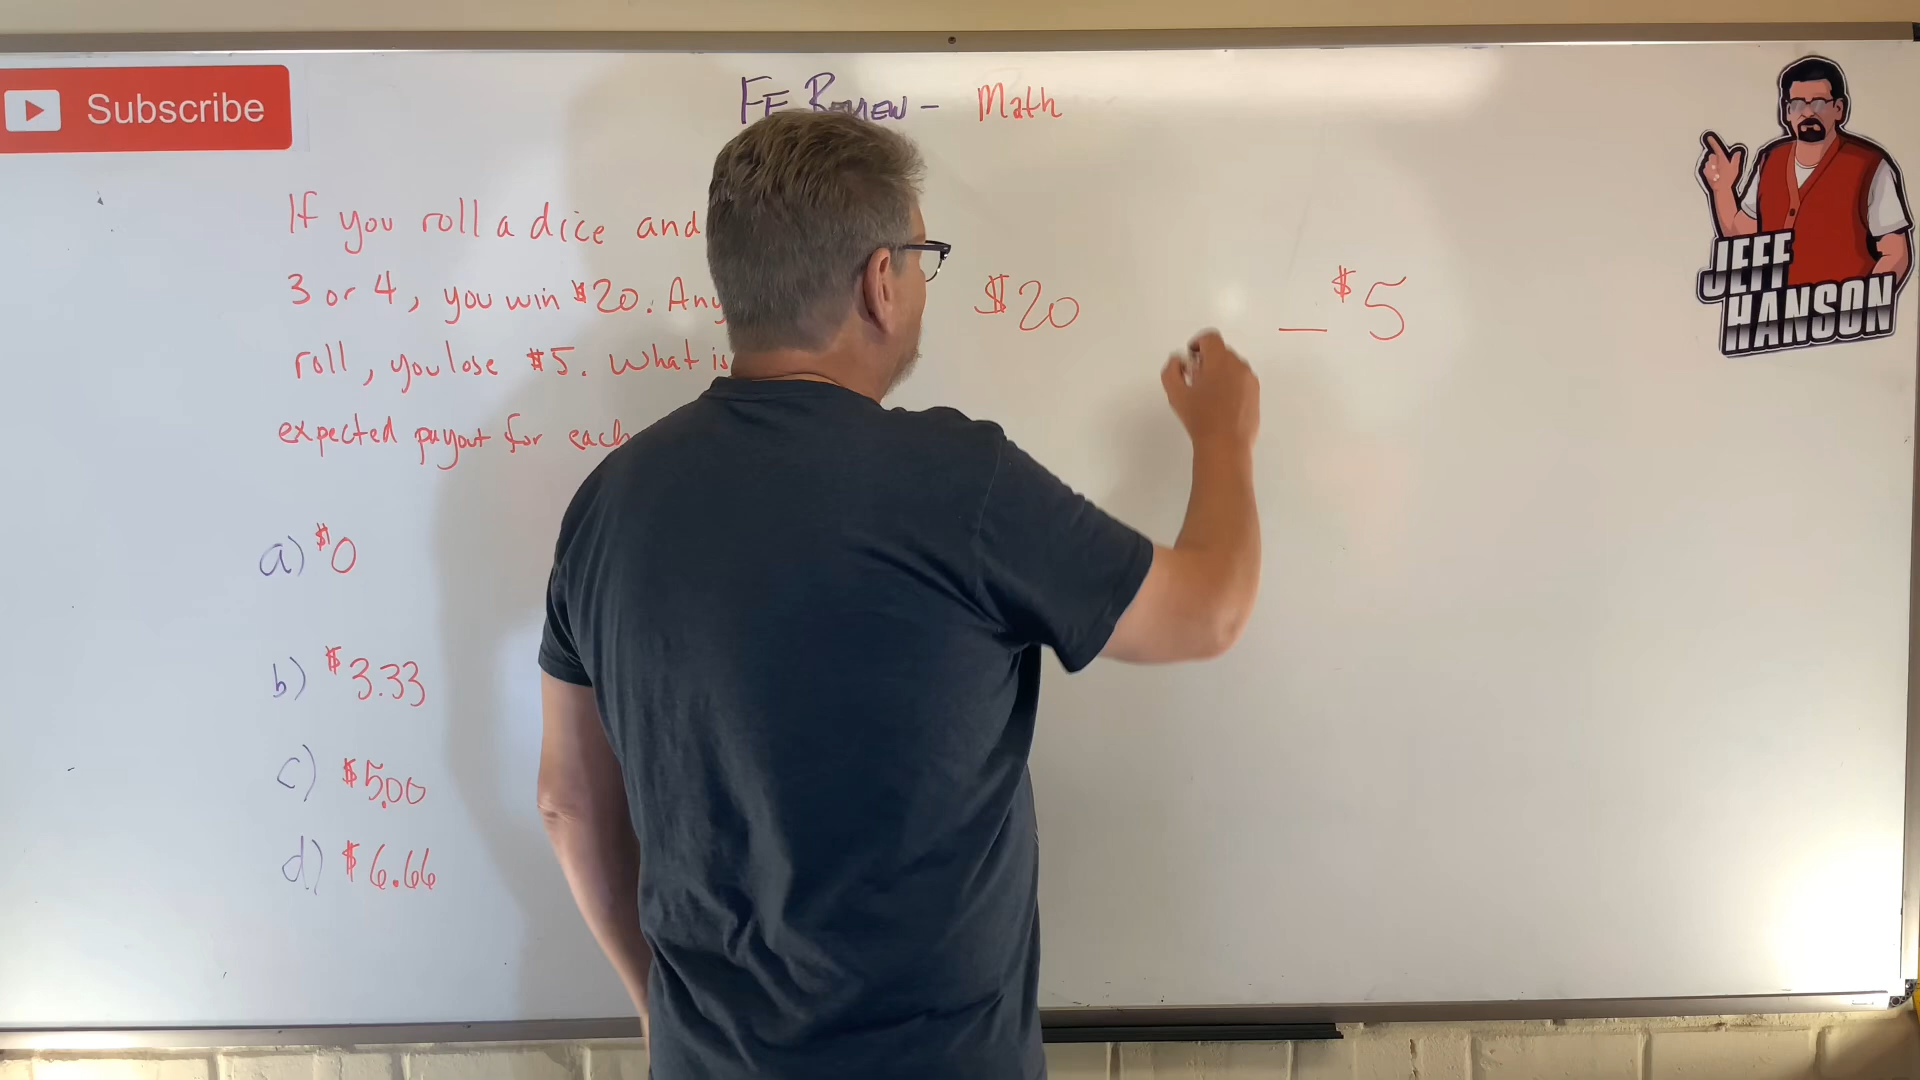 Subscribe
FE Review - Math
If you roll a dice and
3 or 4, you win $20. Any
roll, you lose $5. What is
expected payout for each
$20 - $5
a) $0
b) $3.33
c) $5.00
d) $6.66
JEFF
HANSON